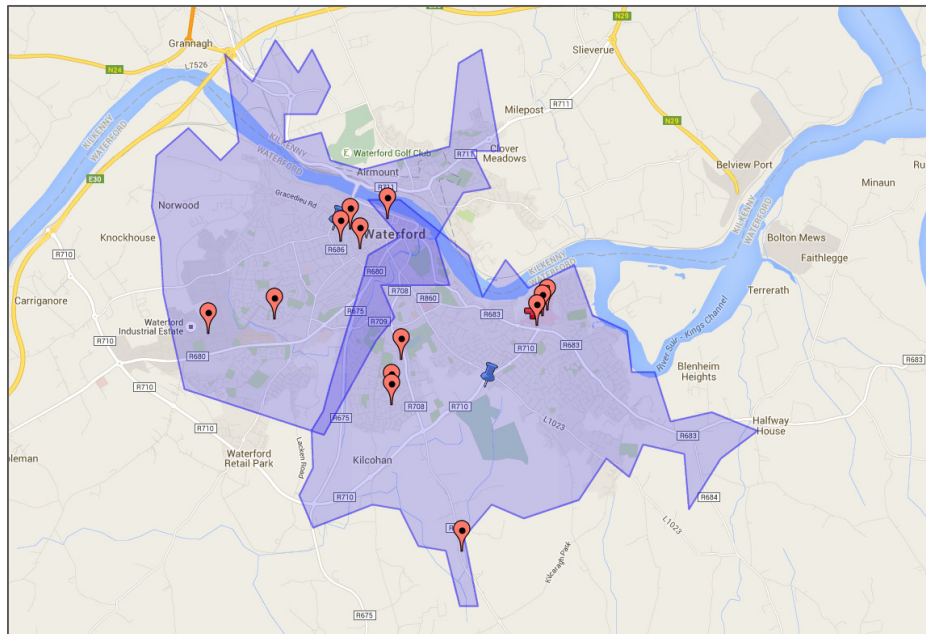 Grannagh
L7526
N24
KILKENNY
WATERFORD
E30
N29
Slieverue
R711
Milepost
N29
KILKENNY
WATERFORD
Waterford Golf Club
R711
Clover
Meadows
Airmount
R711
Belview Port
Minaun
Gracedieu Rd
Norwood
Knockhouse
R710
R686
Waterford
R680
KILKENNY
WATERFORD
KILKENNY
WATERFORD
Bolton Mews
Faithlegge
Carriganore
R708
R860
Terrerath
R675
R709
R683
Waterford
Industrial Estate
R710
R680
R710
R683
River Suir - Kings Channel
Blenheim
Heights
R683
R710
R708
R710
R675
L1023
R683
Halfway
House
R710
Lacken Road
Waterford
Retail Park
Kilcohan
R710
R684
L1023
Kilcaragh Park
R675